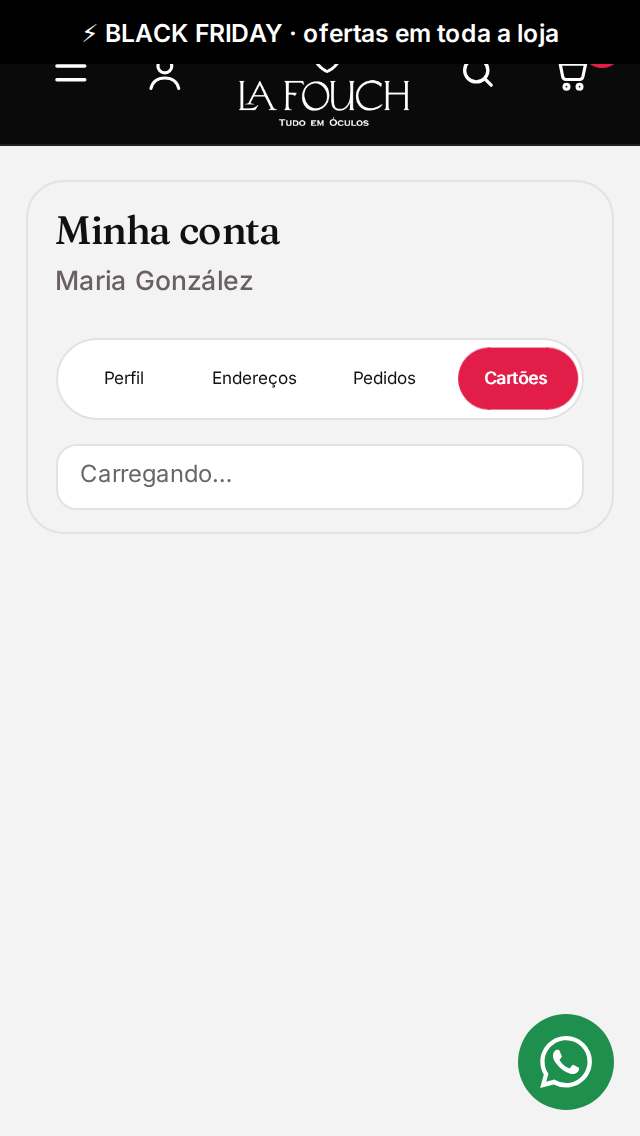 ⚡ BLACK FRIDAY · ofertas em toda a loja
LA FOUCH
TUDO EM ÓCULOS
Minha conta
Maria González
Perfil Endereços Pedidos Cartões
Carregando...